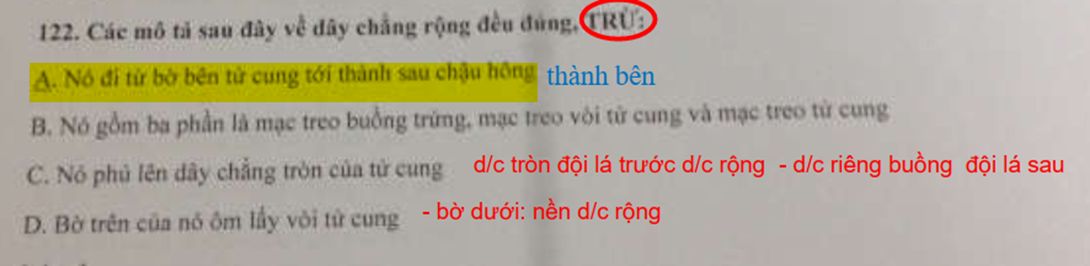 122. Các mô tả sau đây về dây chằng rộng đều đúng, TRỪ:
A. Nó đi từ bờ bên tử cung tới thành sau chậu hông thành bên
B. Nó gồm ba phần là mạc treo buồng trứng, mạc treo vòi tử cung và mạc treo tử cung
C. Nó phủ lên dây chằng tròn của tử cung d/c tròn đội lá trước d/c rộng - d/c riêng buồng đội lá sau
D. Bờ trên của nó ôm lấy vòi tử cung - bờ dưới: nền d/c rộng